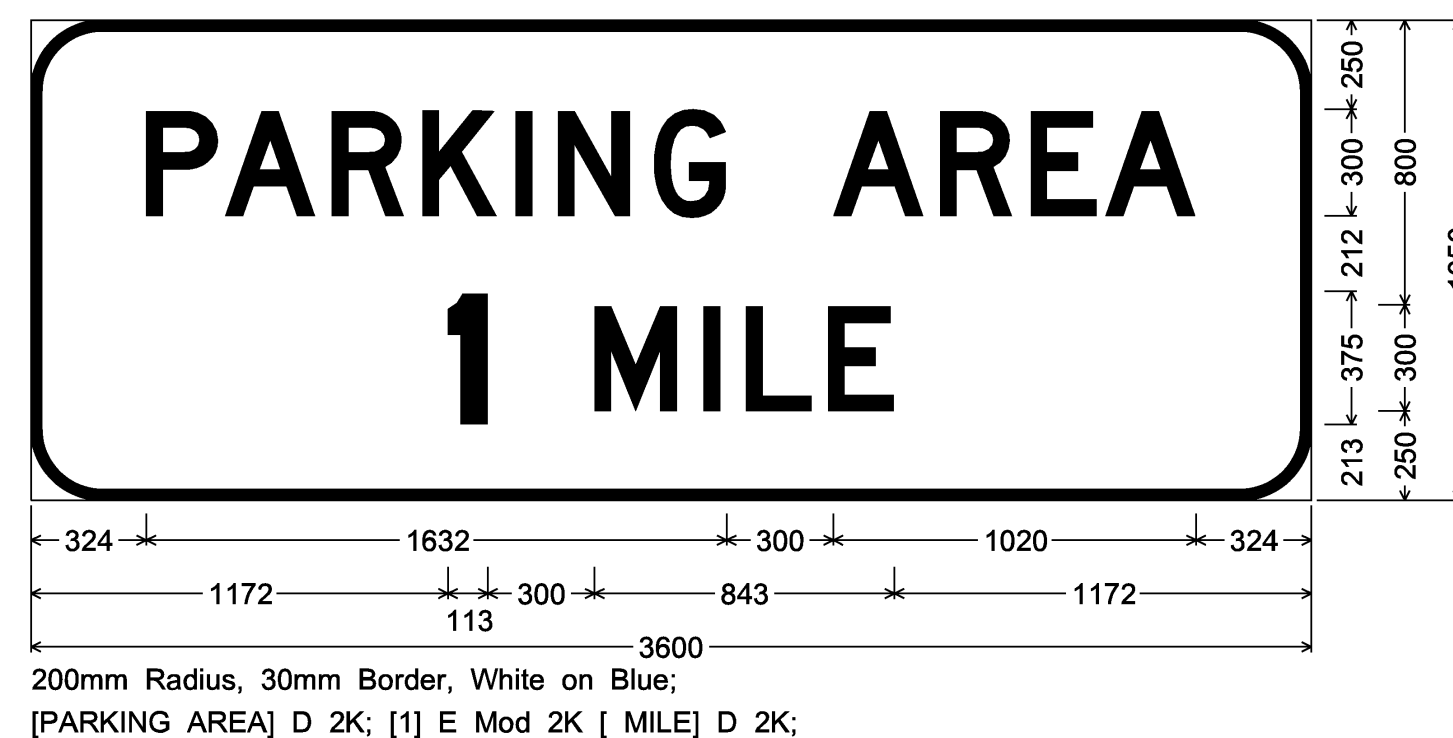 PARKING AREA
1 MILE
250
300
212
375
213
800
300
250
324 1632 300 1020 324
1172 113 300 843 1172
3600
200mm Radius, 30mm Border, White on Blue;
[PARKING AREA] D 2K; [1] E Mod 2K [ MILE] D 2K;